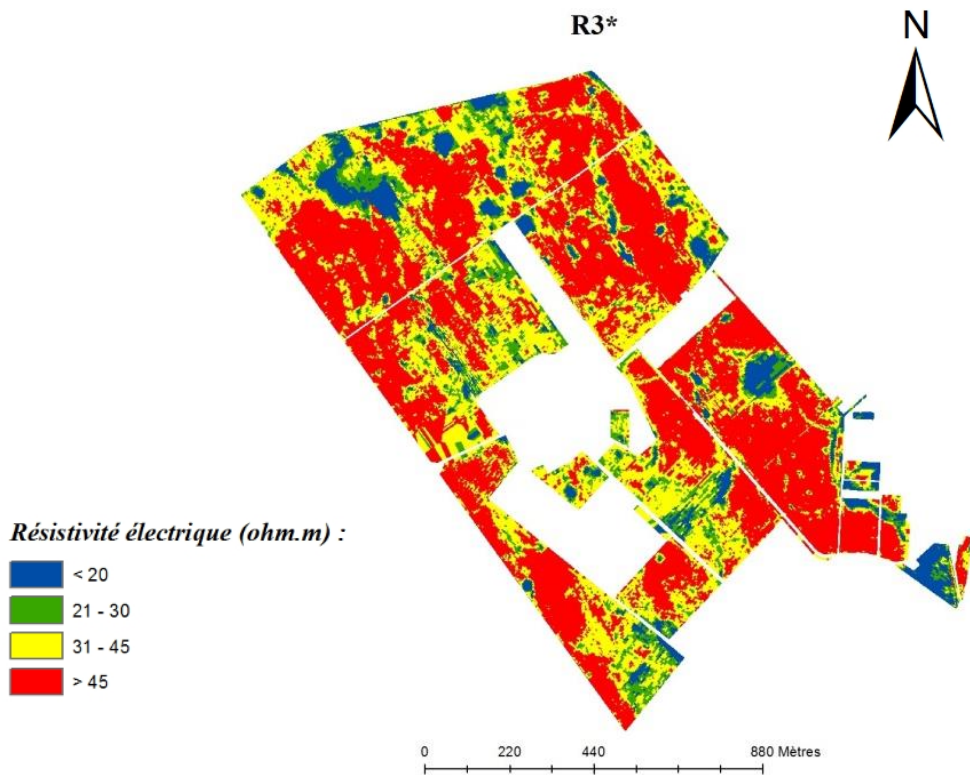 R3*
N
Résistivité électrique (ohm.m) :
< 20
21 - 30
31 - 45
> 45
0 220 440 880 Mètres